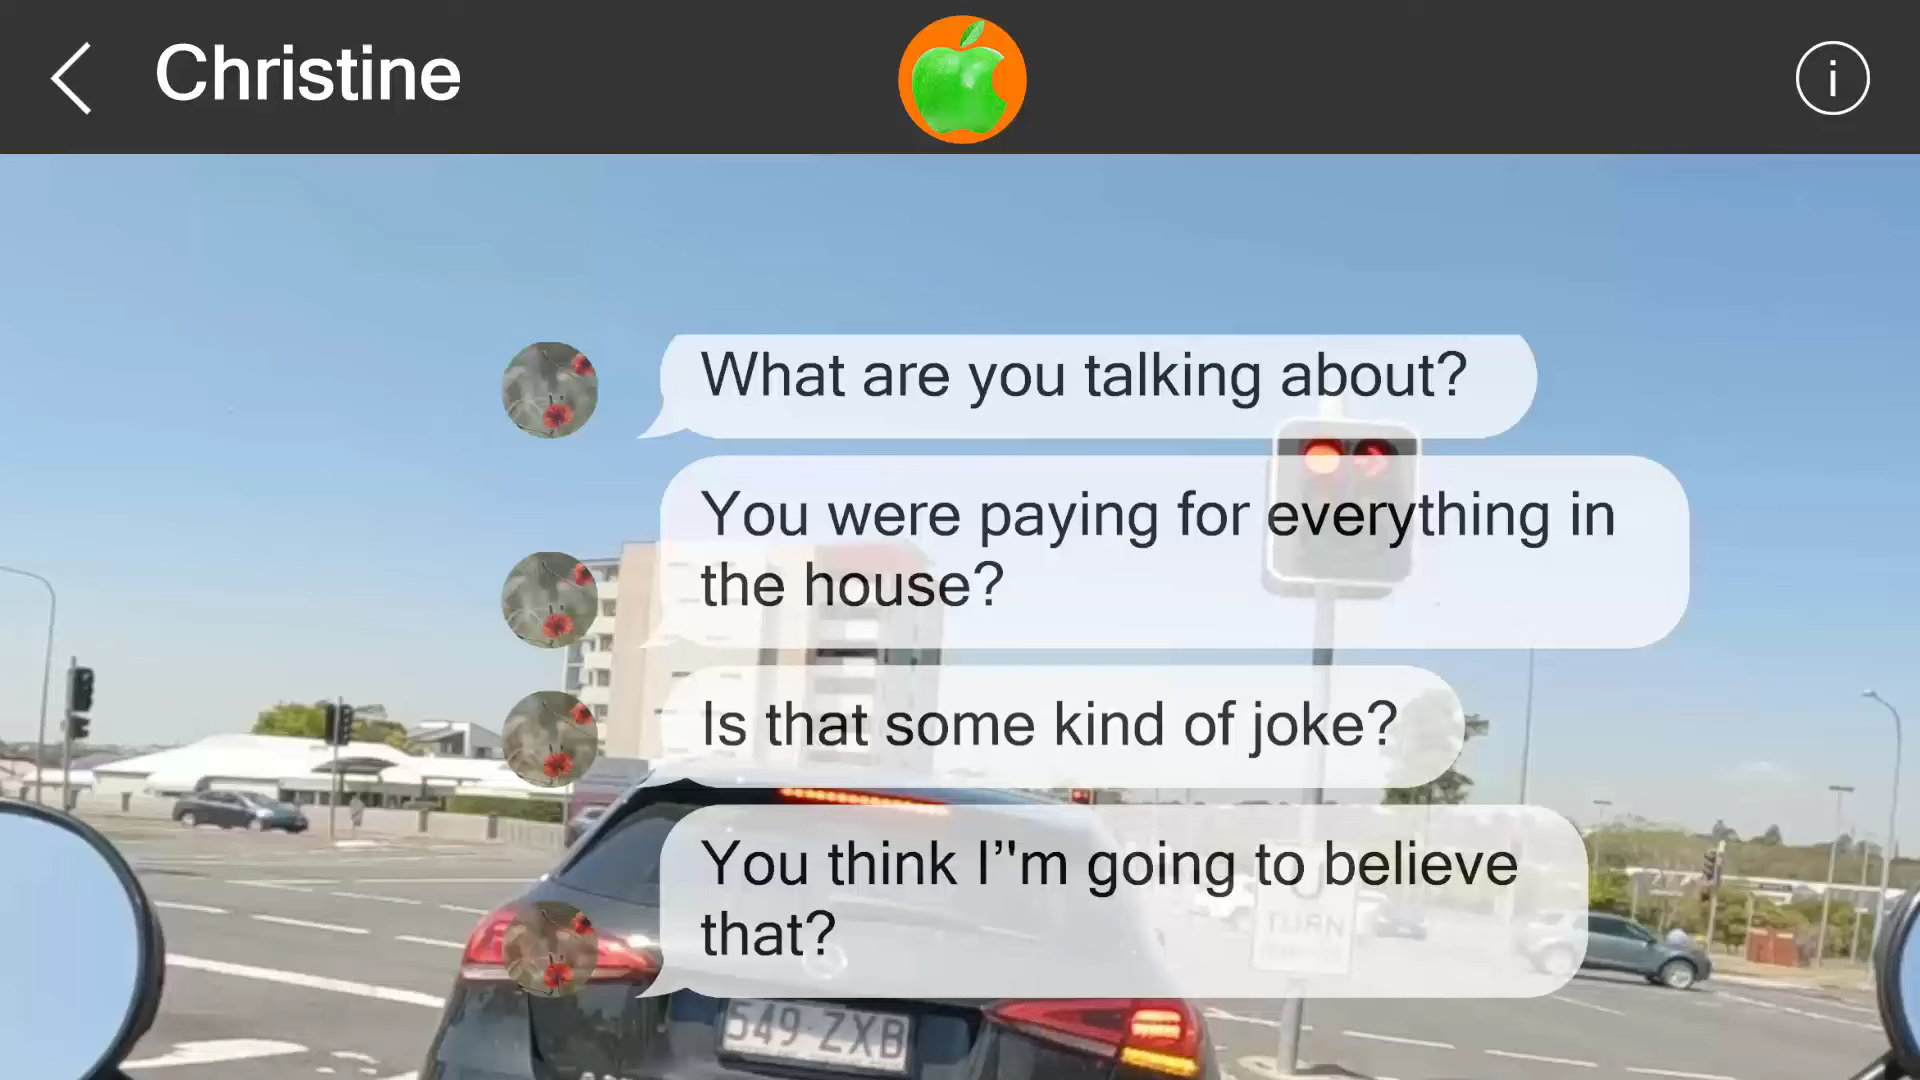 Christine
i
What are you talking about?
You were paying for everything in
the house?
Is that some kind of joke?
You think I’'m going to believe
that?
TURN
549 ZXB